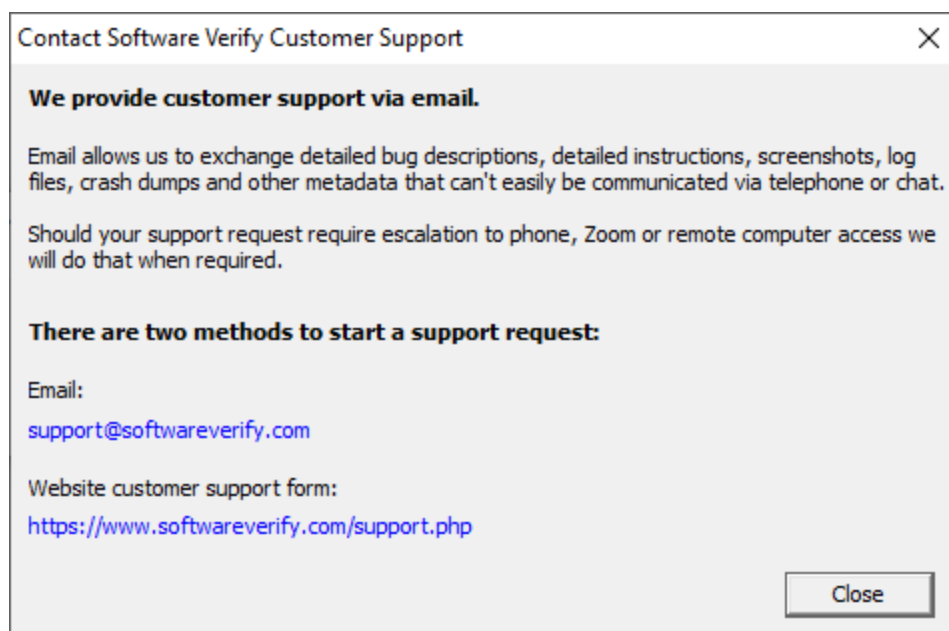 Contact Software Verify Customer Support
We provide customer support via email.
Email allows us to exchange detailed bug descriptions, detailed instructions, screenshots, log
files, crash dumps and other metadata that can't easily be communicated via telephone or chat.
Should your support request require escalation to phone, Zoom or remote computer access we
will do that when required.
There are two methods to start a support request:
Email:
support@softwareverify.com
Website customer support form:
https://www.softwareverify.com/support.php
Close